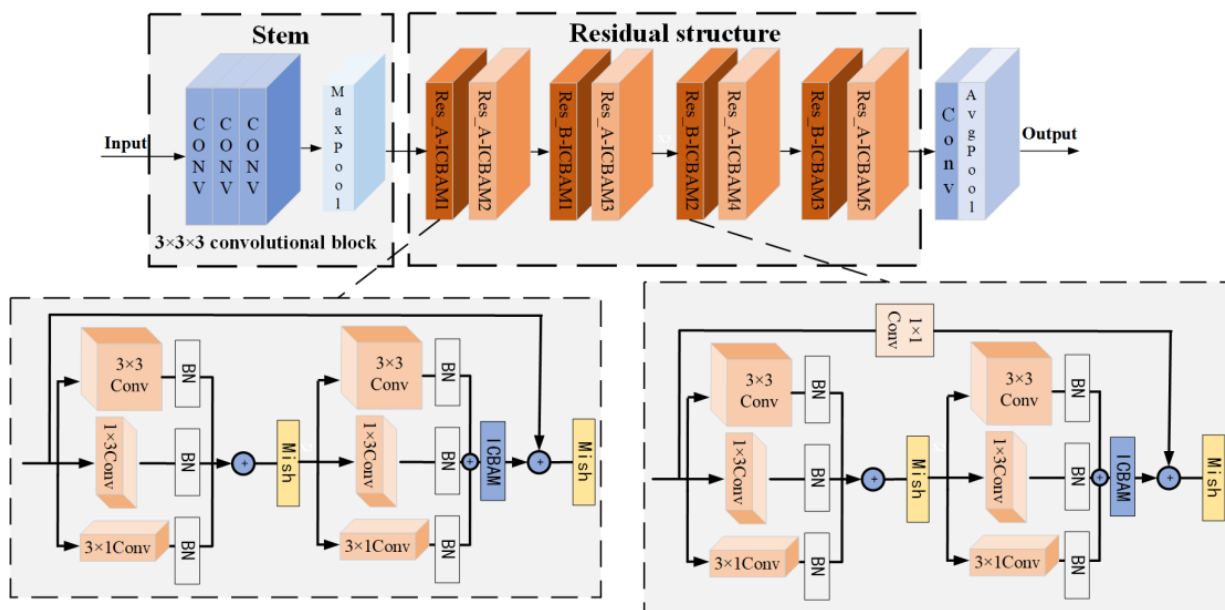 Stem
Residual structure
Input
CONV
CONV
CONV
MaxPool
Res_A-ICBAM1
Res_A-ICBAM2
Res_B-ICBAM1
Res_A-ICBAM3
Res_B-ICBAM2
Res_A-ICBAM4
Res_B-ICBAM3
Res_A-ICBAM5
Conv
AvgPool
Output
3×3×3 convolutional block
3×3
Conv
BN
1×3Conv
BN
3×1Conv
BN
+
Mish
3×3
Conv
BN
1×3Conv
BN
3×1Conv
BN
+
ICBAM
+
Mish
1×1
Conv
3×3
Conv
BN
1×3Conv
BN
3×1Conv
BN
+
Mish
3×3
Conv
BN
1×3Conv
BN
3×1Conv
BN
+
ICBAM
+
Mish